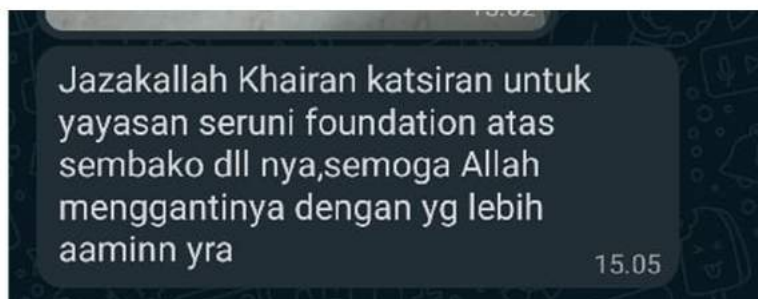 Jazakallah Khairan katsiran untuk
yayasan seruni foundation atas
sembako dll nya,semoga Allah
menggantinya dengan yg lebih
aaminn yra
15.05